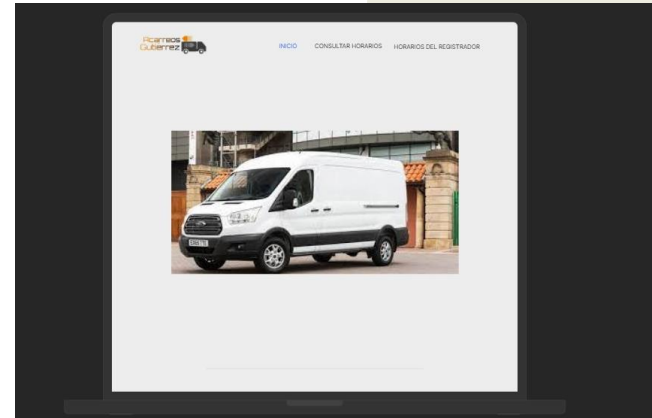 Acarreos
Gutierrez
INICIO
CONSULTAR HORARIOS
HORARIOS DEL REGISTRADOR